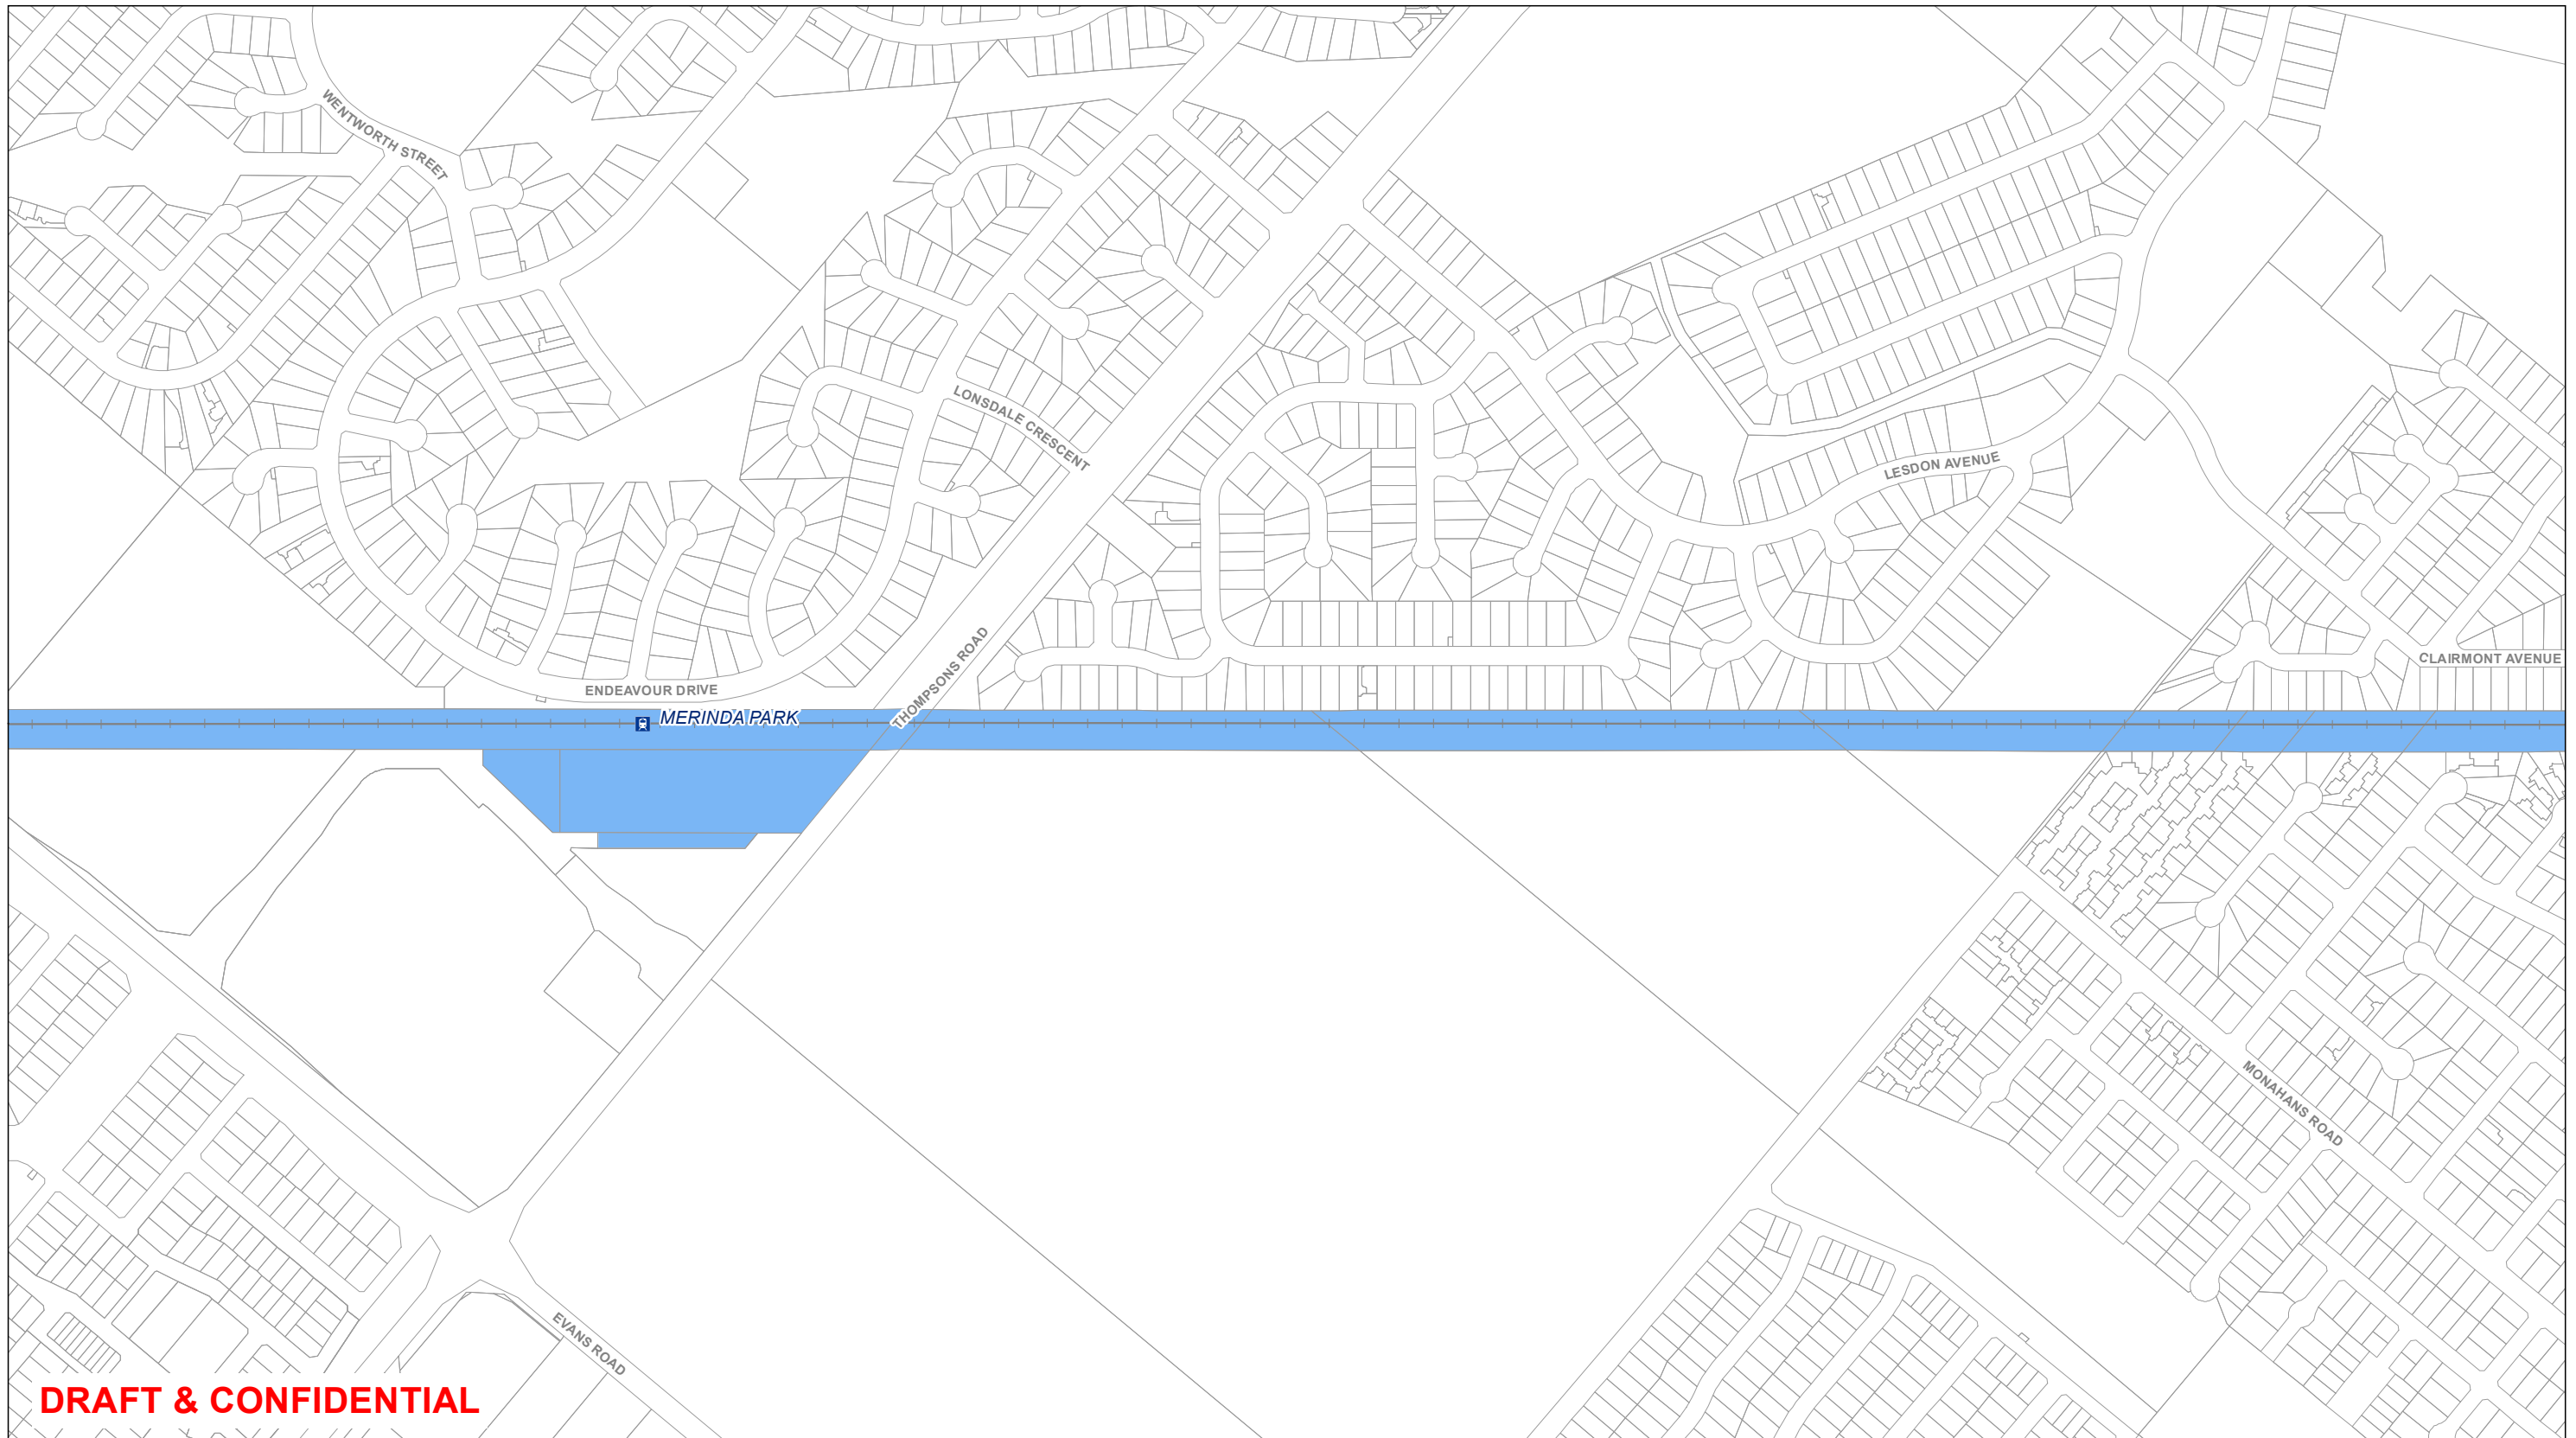 WENTWORTH STREET
LONSDALE CRESCENT
LESDON AVENUE
CLAIRMONT AVENUE
THOMPSONS ROAD
ENDEAVOUR DRIVE
MERINDA PARK
MONAHANS ROAD
EVANS ROAD
DRAFT & CONFIDENTIAL